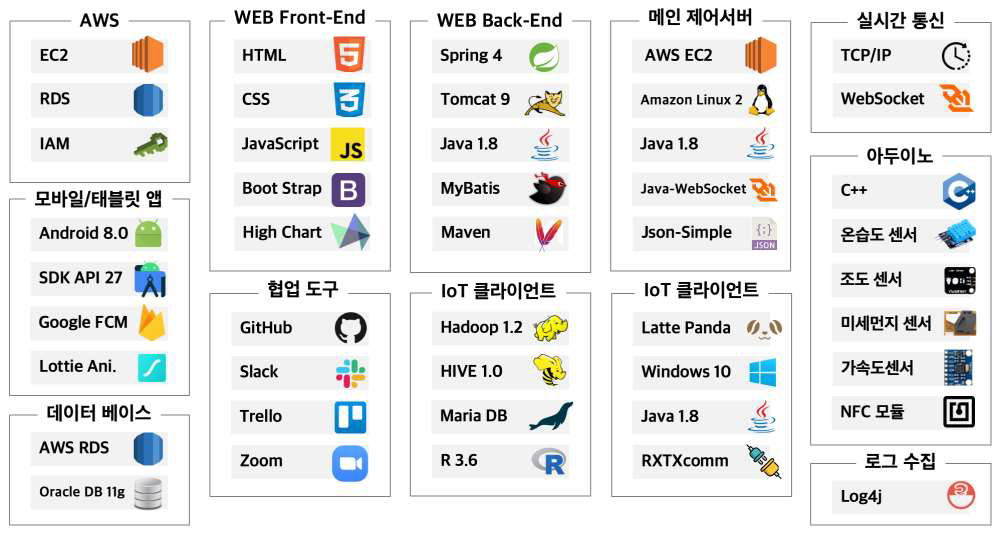 AWS
EC2
RDS
IAM
모바일/태블릿 앱
Android 8.0
SDK API 27
Google FCM
Lottie Ani.
데이터 베이스
AWS RDS
Oracle DB 11g
WEB Front-End
HTML
5
CSS
3
JavaScript
JS
Boot Strap
B
High Chart
협업 도구
GitHub
Slack
Trello
Zoom
WEB Back-End
Spring 4
Tomcat 9
Java 1.8
MyBatis
Maven
IoT 클라이언트
Hadoop 1.2
HIVE 1.0
Maria DB
R 3.6
R
메인 제어서버
AWS EC2
Amazon Linux 2
Java 1.8
Java-WebSocket
Json-Simple
{:}
JSON
IoT 클라이언트
Latte Panda
Windows 10
Java 1.8
RXTXcomm
실시간 통신
TCP/IP
WebSocket
아두이노
C++
C++
온습도 센서
조도 센서
미세먼지 센서
가속도센서
NFC 모듈
로그 수집
Log4j